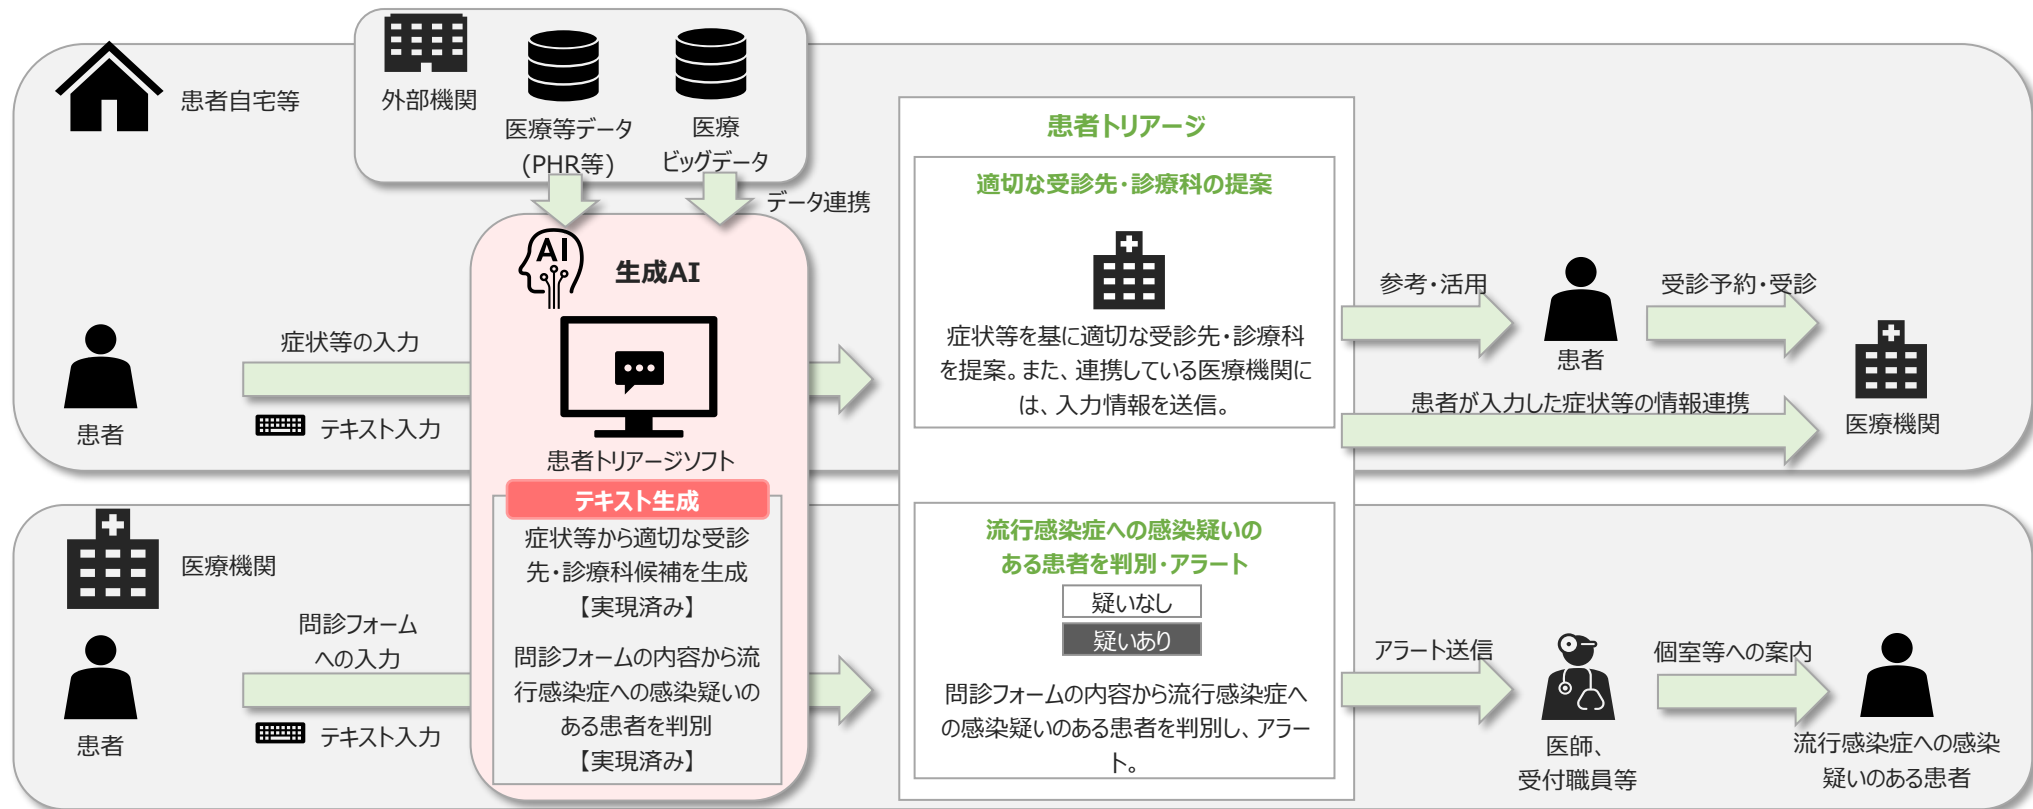 患者自宅等
外部機関
医療等データ
(PHR等)
医療
ビッグデータ
データ連携
生成AI
AI
症状等の入力
テキスト入力
患者
患者トリアージソフト
テキスト生成
症状等から適切な受診
先・診療科候補を生成
【実現済み】
問診フォームの内容から流
行感染症への感染疑いの
ある患者を判別
【実現済み】
患者トリアージ
適切な受診先・診療科の提案
症状等を基に適切な受診先・診療科
を提案。また、連携している医療機関に
は、入力情報を送信。
参考・活用
患者
受診予約・受診
患者が入力した症状等の情報連携
医療機関
医療機関
患者
問診フォーム
への入力
テキスト入力
流行感染症への感染疑いの
ある患者を判別・アラート
疑いなし
疑いあり
問診フォームの内容から流行感染症へ
の感染疑いのある患者を判別し、アラー
ト。
アラート送信
医師、
受付職員等
個室等への案内
流行感染症への感染
疑いのある患者